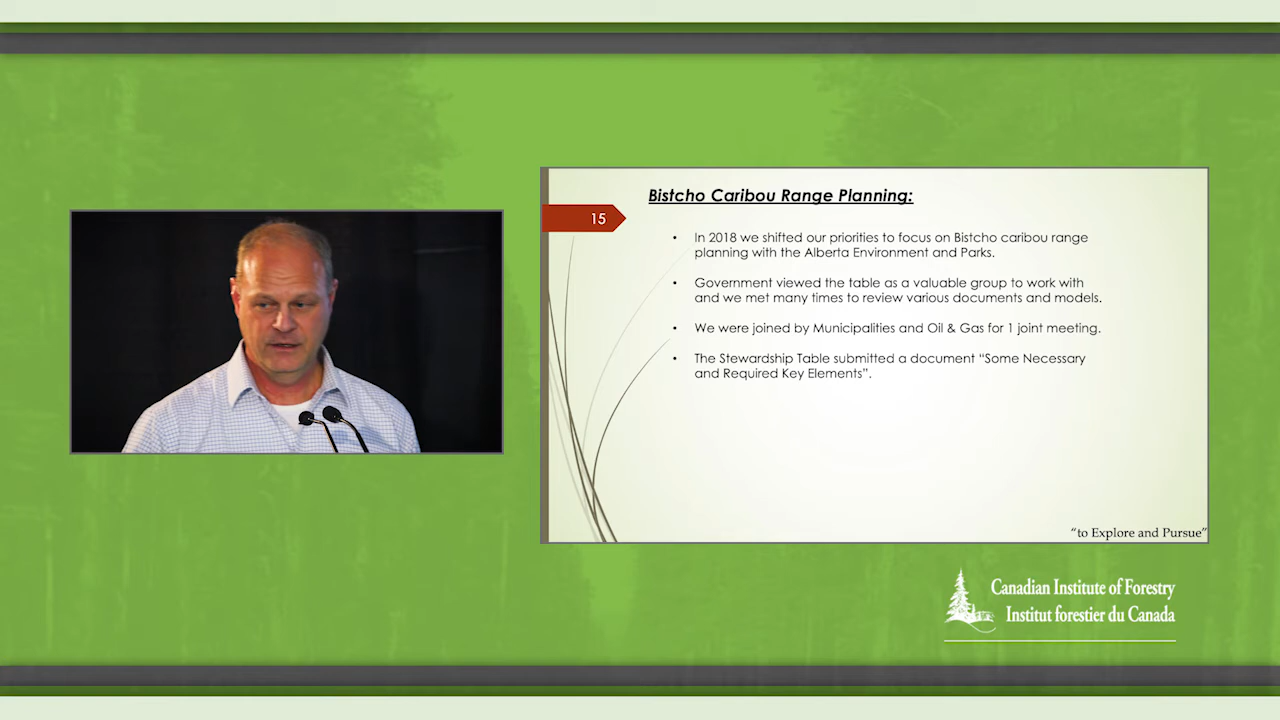 Bistcho Caribou Range Planning:
15
• In 2018 we shifted our priorities to focus on Bistcho caribou range
planning with the Alberta Environment and Parks.
• Government viewed the table as a valuable group to work with
and we met many times to review various documents and models.
• We were joined by Municipalities and Oil & Gas for 1 joint meeting.
• The Stewardship Table submitted a document “Some Necessary
and Required Key Elements”.
“to Explore and Pursue”
Canadian Institute of Forestry
Institut forestier du Canada